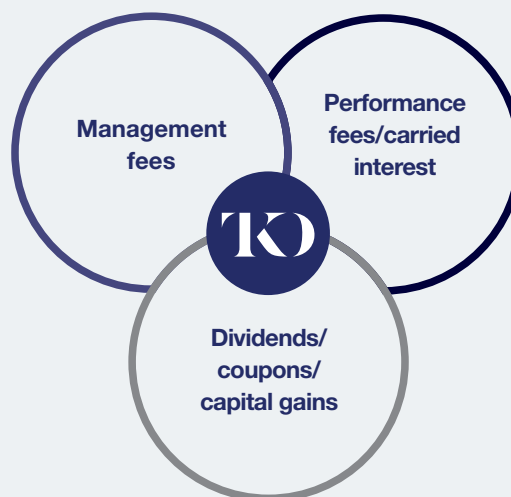 Management
fees
Performance
fees/carried
interest
TKO
Dividends/
coupons/
capital gains